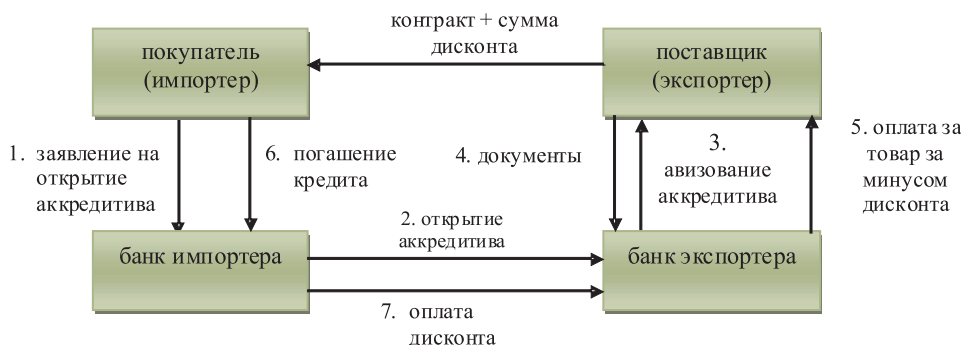 контракт + сумма
дисконта
покупатель
(импортер)
поставщик
(экспортер)
1. заявление на
открытие
аккредитива
6. погашение
кредита
4. документы
3.
авизование
аккредитива
5. оплата за
товар за
минусом
дисконта
2. открытие
аккредитива
банк импортера
банк экспортера
7. оплата
дисконта